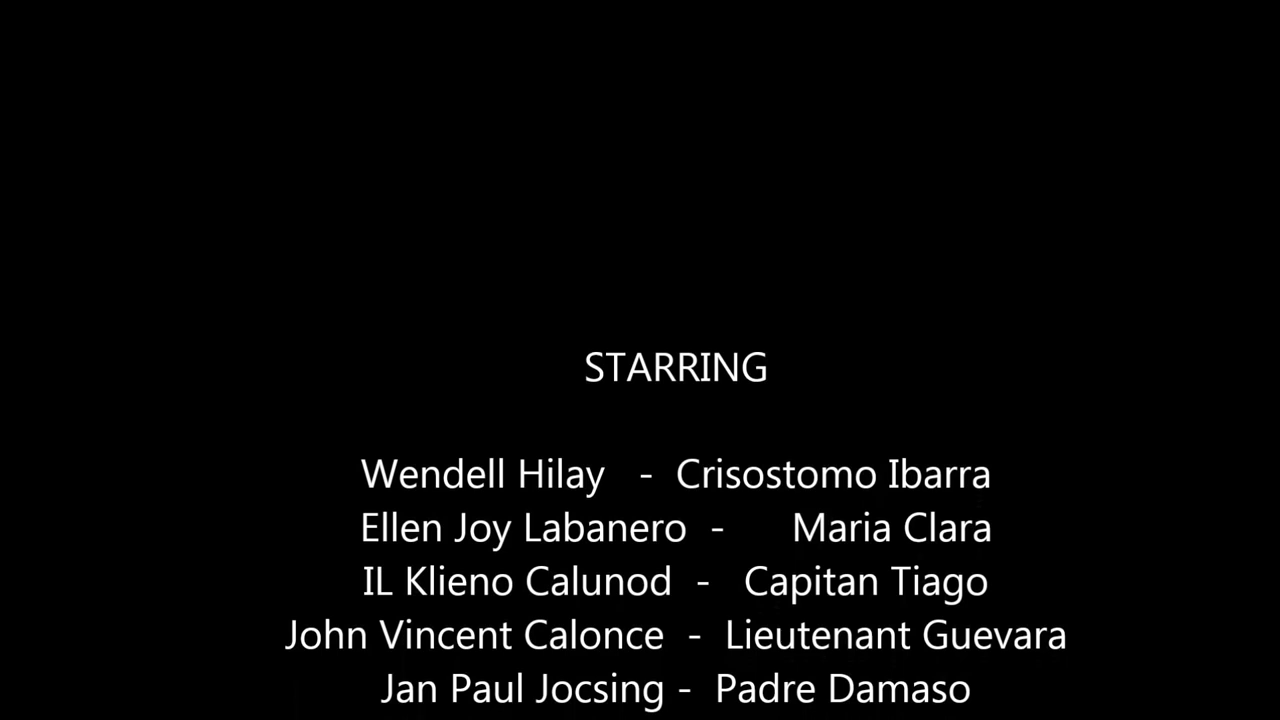 STARRING
Wendell Hilay - Crisostomo Ibarra
Ellen Joy Labanero - Maria Clara
IL Klieno Calunod - Capitan Tiago
John Vincent Calonce - Lieutenant Guevara
Jan Paul Jocsing - Padre Damaso